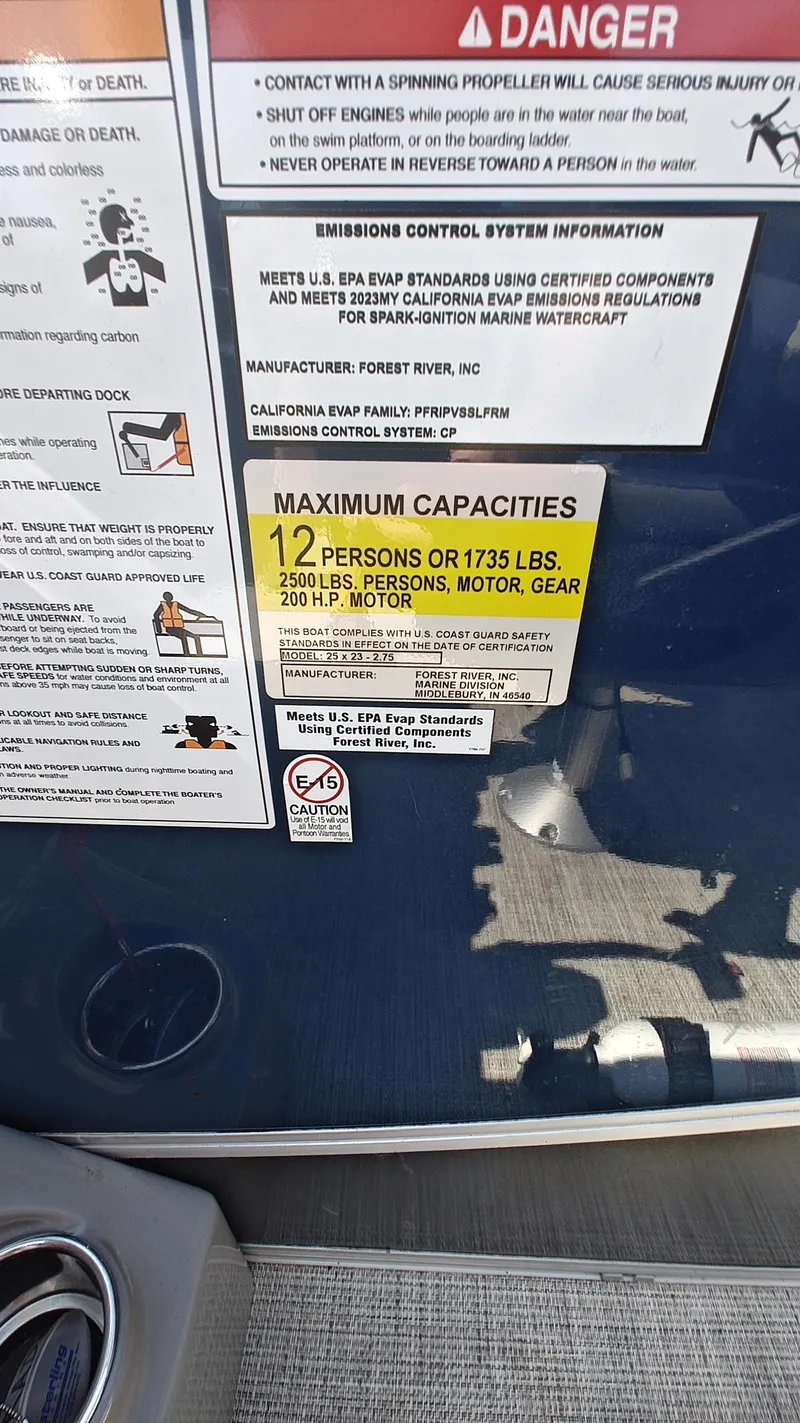 RE INJURY or DEATH.
DAMAGE OR DEATH.
ess and colorless
e nausea,
of
signs of
rmation regarding carbon
ORE DEPARTING DOCK
nes while operating
eration.
ER THE INFLUENCE
AT. ENSURE THAT WEIGHT IS PROPERLY
fore and aft and on both sides of the boat to
oss of control, swamping and/or capsizing.
EAR U.S. COAST GUARD APPROVED LIFE
PASSENGERS ARE
HILE UNDERWAY. To avoid
board or being ejected from the
senger to sit on seat backs,
st deck edges while boat is moving.
EFORE ATTEMPTING SUDDEN OR SHARP TURNS,
AFE SPEEDS for water conditions and environment at all
ns above 35 mph may cause loss of boat control.
R LOOKOUT AND SAFE DISTANCE
ns at all times to avoid collisions.
ICABLE NAVIGATION RULES AND
LAWS.
TION AND PROPER LIGHTING during nighttime boating and
n adverse weather.
THE OWNER'S MANUAL AND COMPLETE THE BOATER'S
OPERATION CHECKLIST prior to boat operation
DANGER
• CONTACT WITH A SPINNING PROPELLER WILL CAUSE SERIOUS INJURY OR
• SHUT OFF ENGINES while people are in the water near the boat,
on the swim platform, or on the boarding ladder.
• NEVER OPERATE IN REVERSE TOWARD A PERSON in the water.
EMISSIONS CONTROL SYSTEM INFORMATION
MEETS U.S. EPA EVAP STANDARDS USING CERTIFIED COMPONENTS
AND MEETS 2023MY CALIFORNIA EVAP EMISSIONS REGULATIONS
FOR SPARK-IGNITION MARINE WATERCRAFT
MANUFACTURER: FOREST RIVER, INC
CALIFORNIA EVAP FAMILY: PFRIPVSSLFRM
EMISSIONS CONTROL SYSTEM: CP
MAXIMUM CAPACITIES
12 PERSONS OR 1735 LBS.
2500 LBS. PERSONS, MOTOR, GEAR
200 H.P. MOTOR
THIS BOAT COMPLIES WITH U.S. COAST GUARD SAFETY
STANDARDS IN EFFECT ON THE DATE OF CERTIFICATION
MODEL: 25 x 23 - 2.75
MANUFACTURER: FOREST RIVER, INC.
MARINE DIVISION
MIDDLEBURY, IN 46540
Meets U.S. EPA Evap Standards
Using Certified Components
Forest River, Inc.
E-15
CAUTION
Use of E-15 will void
all Motor and
Pontoon Warranties.
sterling